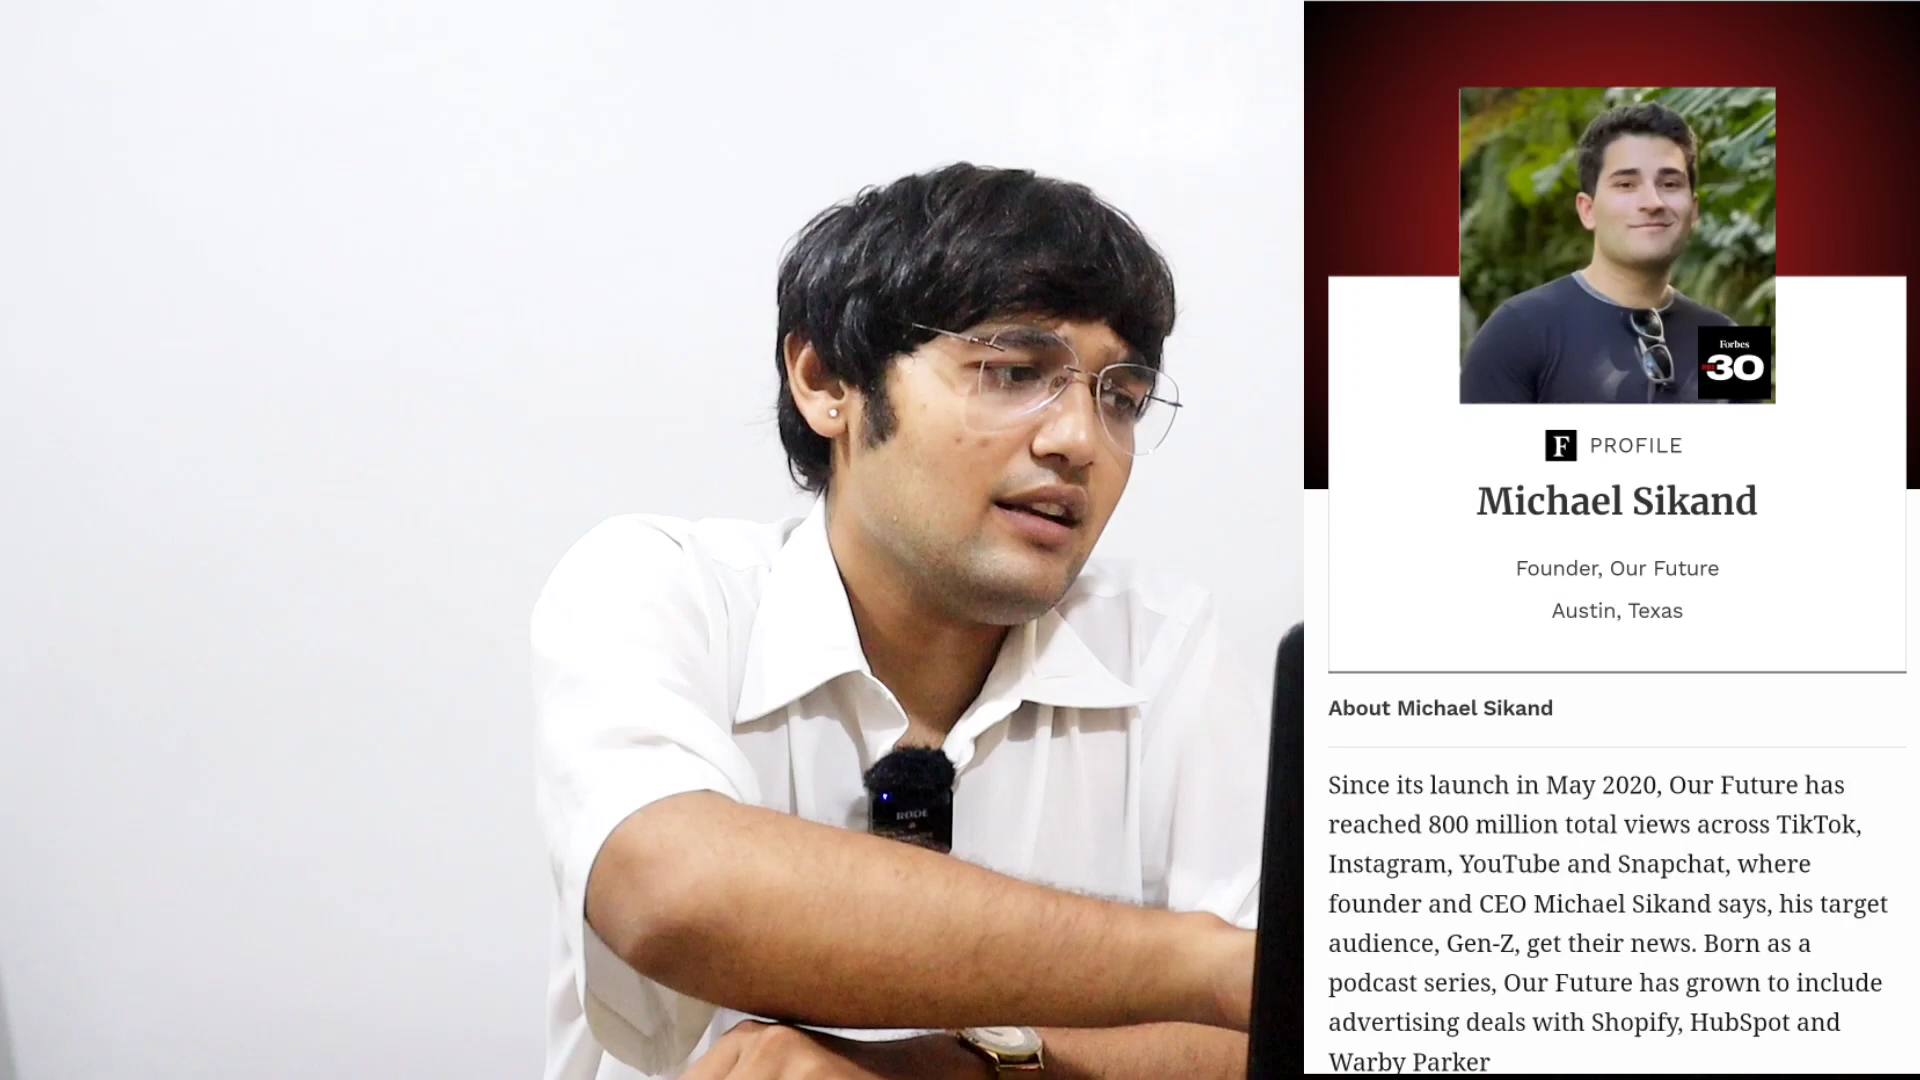 RODE
Forbes
30
F PROFILE
Michael Sikand
Founder, Our Future
Austin, Texas
About Michael Sikand
Since its launch in May 2020, Our Future has
reached 800 million total views across TikTok,
Instagram, YouTube and Snapchat, where
founder and CEO Michael Sikand says, his target
audience, Gen-Z, get their news. Born as a
podcast series, Our Future has grown to include
advertising deals with Shopify, HubSpot and
Warby Parker